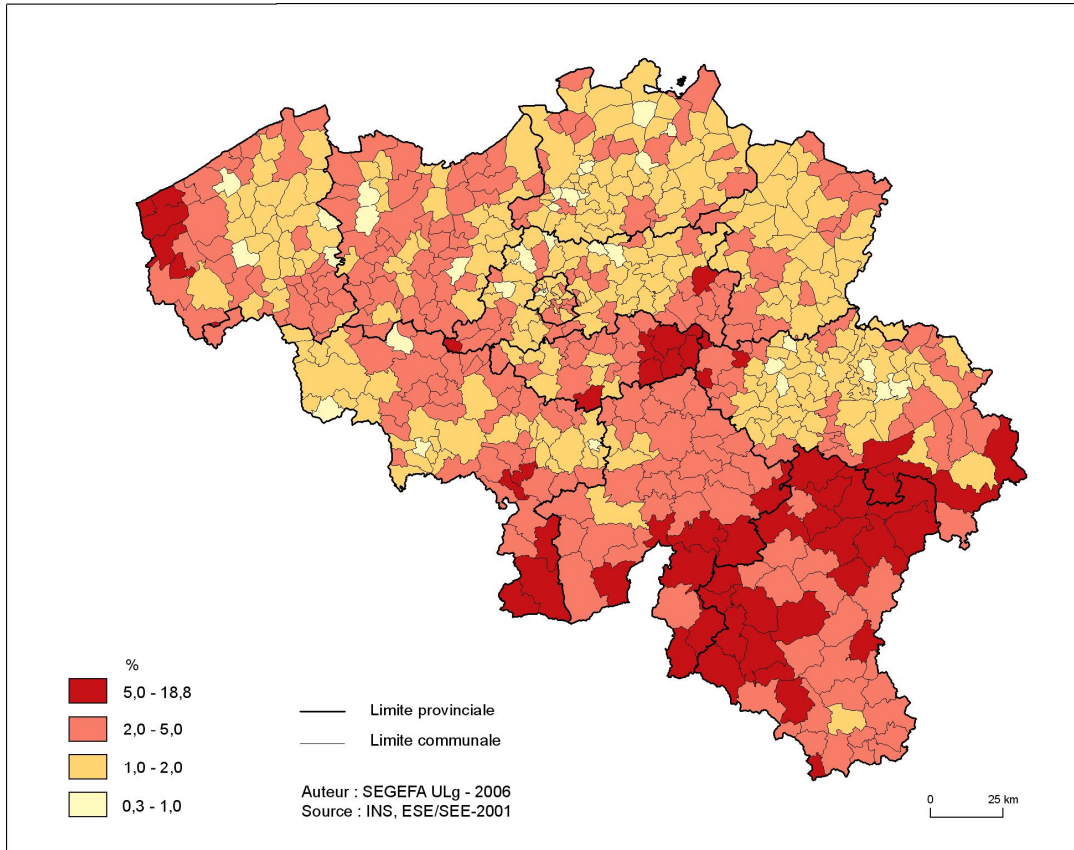 %
5,0 - 18,8
2,0 - 5,0
1,0 - 2,0
0,3 - 1,0
Limite provinciale
Limite communale
Auteur : SEGEFA ULg - 2006
Source : INS, ESE/SEE-2001
0 25 km